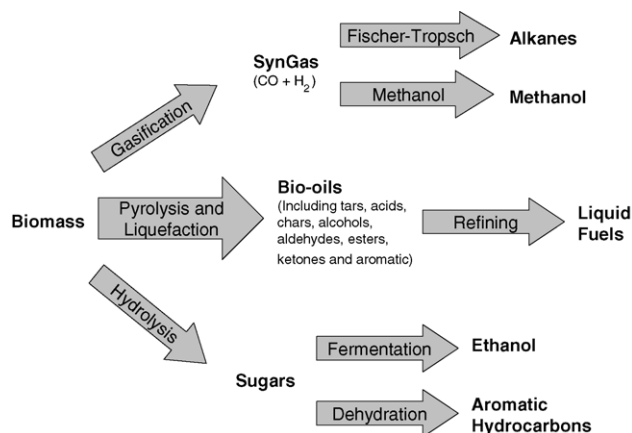 Fischer-Tropsch
Alkanes
SynGas
(CO + H₂)
Methanol
Methanol
Gasification
Biomass
Pyrolysis and
Liquefaction
Bio-oils
(Including tars, acids,
chars, alcohols,
aldehydes, esters,
ketones and aromatic)
Refining
Liquid
Fuels
Hydrolysis
Sugars
Fermentation
Ethanol
Dehydration
Aromatic
Hydrocarbons